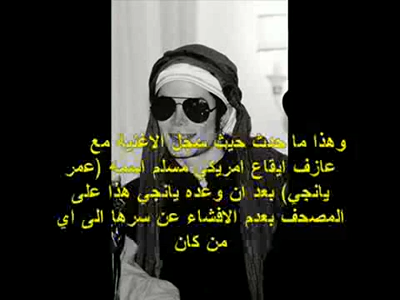 وهذا ما حدث حيث سجل الاغنية مع
عازف ايقاع امريكي مسلم اسمه (عمر
يانجي) بعد ان وعده يانجي هذا على
المصحف بعدم الافشاء عن سرها الى اي
من كان